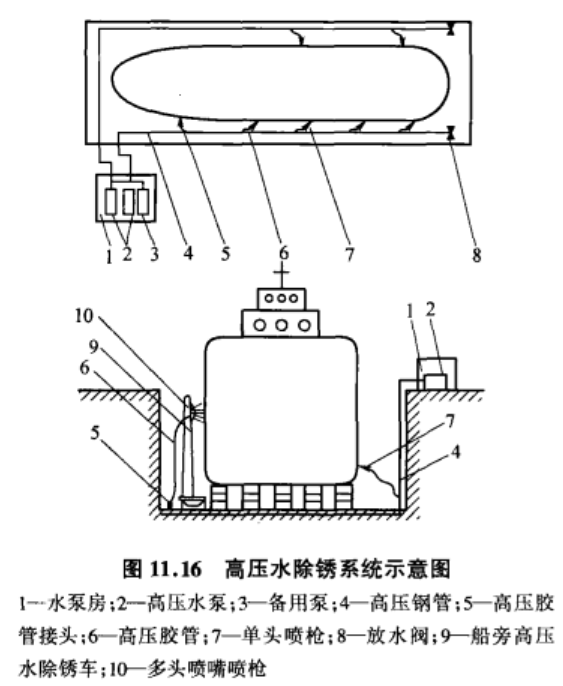 1 2 3 4 5 6 7 8
10
9
6
5
1 2
7
4
图 11.16 高压水除锈系统示意图
1—水泵房;2—高压水泵;3—备用泵;4—高压钢管;5—高压胶
管接头;6—高压胶管;7—单头喷枪;8—放水阀;9—船旁高压
水除锈车;10—多头喷嘴喷枪